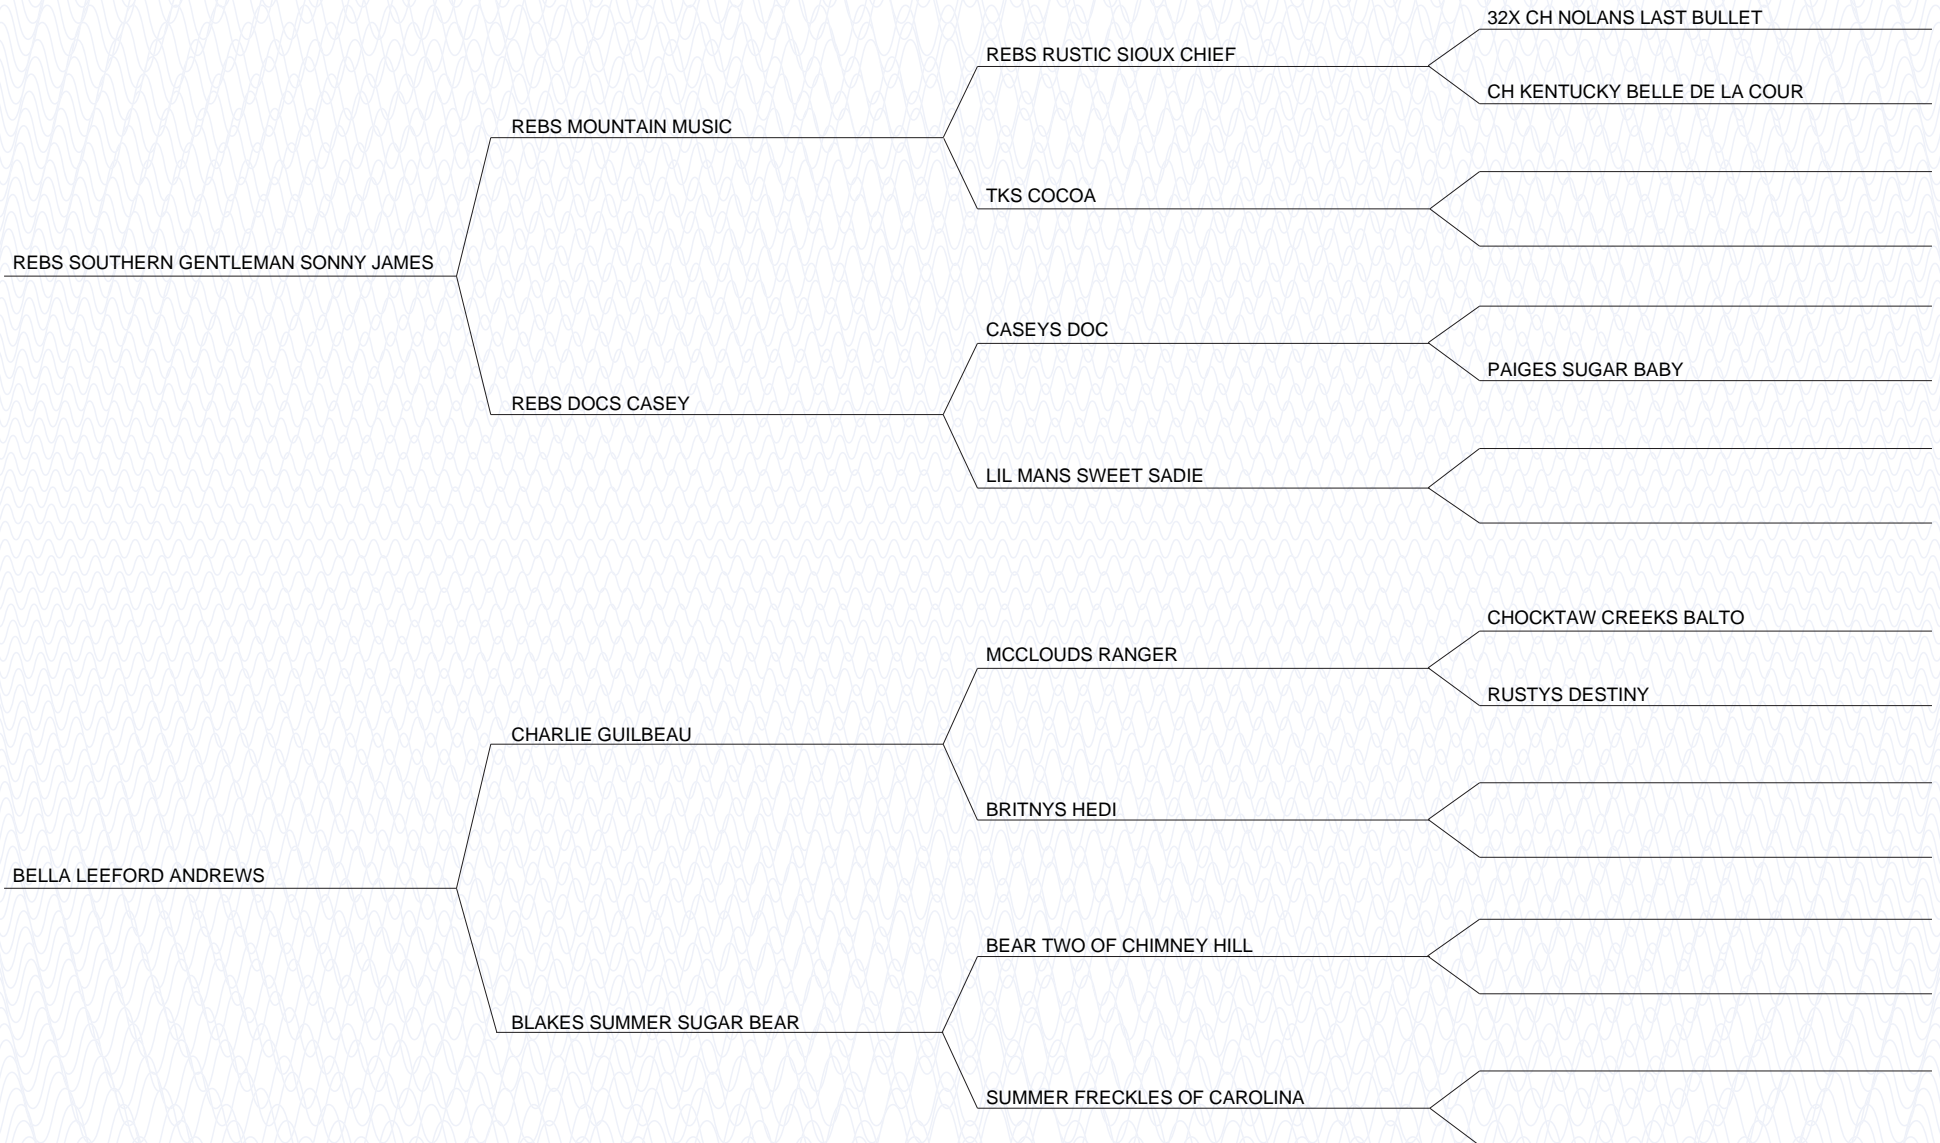 32X CH NOLANS LAST BULLET
REBS RUSTIC SIOUX CHIEF
CH KENTUCKY BELLE DE LA COUR
REBS MOUNTAIN MUSIC
TKS COCOA
REBS SOUTHERN GENTLEMAN SONNY JAMES
CASEYS DOC
PAIGES SUGAR BABY
REBS DOCS CASEY
LIL MANS SWEET SADIE
CHOCKTAW CREEKS BALTO
MCCLOUDS RANGER
RUSTYS DESTINY
CHARLIE GUILBEAU
BRITNYS HEDI
BELLA LEEFORD ANDREWS
BEAR TWO OF CHIMNEY HILL
BLAKES SUMMER SUGAR BEAR
SUMMER FRECKLES OF CAROLINA